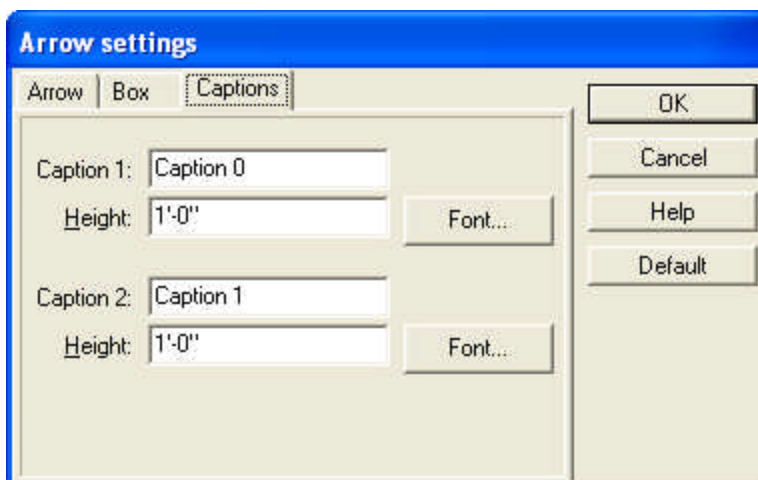 Arrow settings
Arrow Box Captions
OK
Caption 1: Caption 0
Cancel
Height: 1'-0"
Font...
Help
Default
Caption 2: Caption 1
Height: 1'-0"
Font...